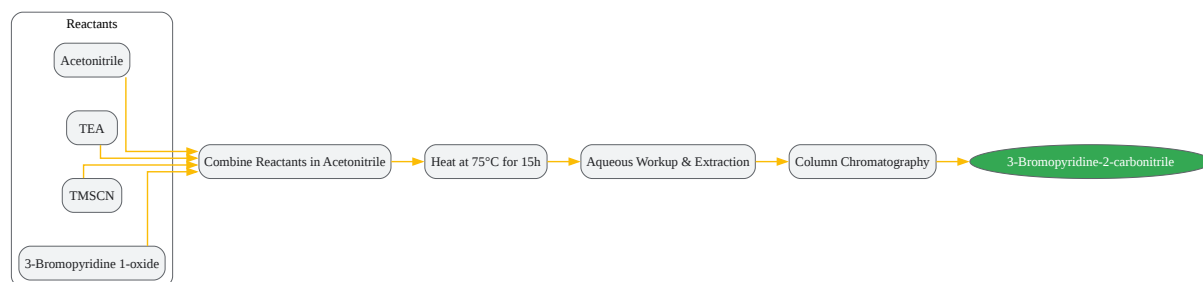 Reactants
Acetonitrile
TEA
TMSCN
3-Bromopyridine 1-oxide
Combine Reactants in Acetonitrile
Heat at 75°C for 15h
Aqueous Workup & Extraction
Column Chromatography
3-Bromopyridine-2-carbonitrile